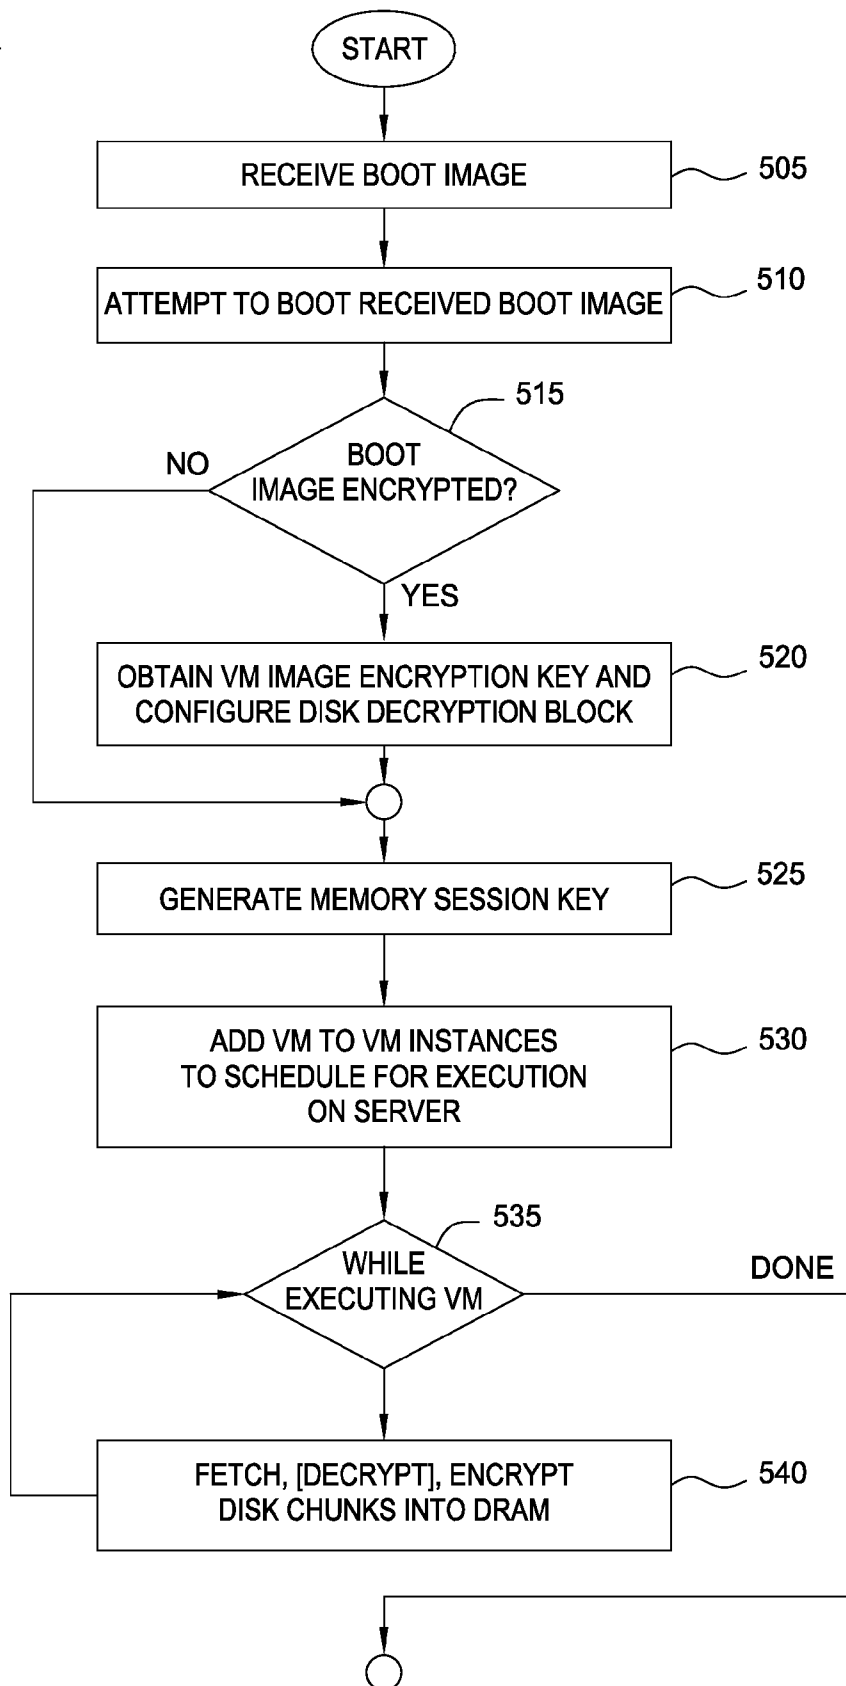 START
RECEIVE BOOT IMAGE
505
ATTEMPT TO BOOT RECEIVED BOOT IMAGE
510
515
BOOT
IMAGE ENCRYPTED?
NO
YES
OBTAIN VM IMAGE ENCRYPTION KEY AND
CONFIGURE DISK DECRYPTION BLOCK
520
GENERATE MEMORY SESSION KEY
525
ADD VM TO VM INSTANCES
TO SCHEDULE FOR EXECUTION
ON SERVER
530
535
WHILE
EXECUTING VM
DONE
FETCH, [DECRYPT], ENCRYPT
DISK CHUNKS INTO DRAM
540